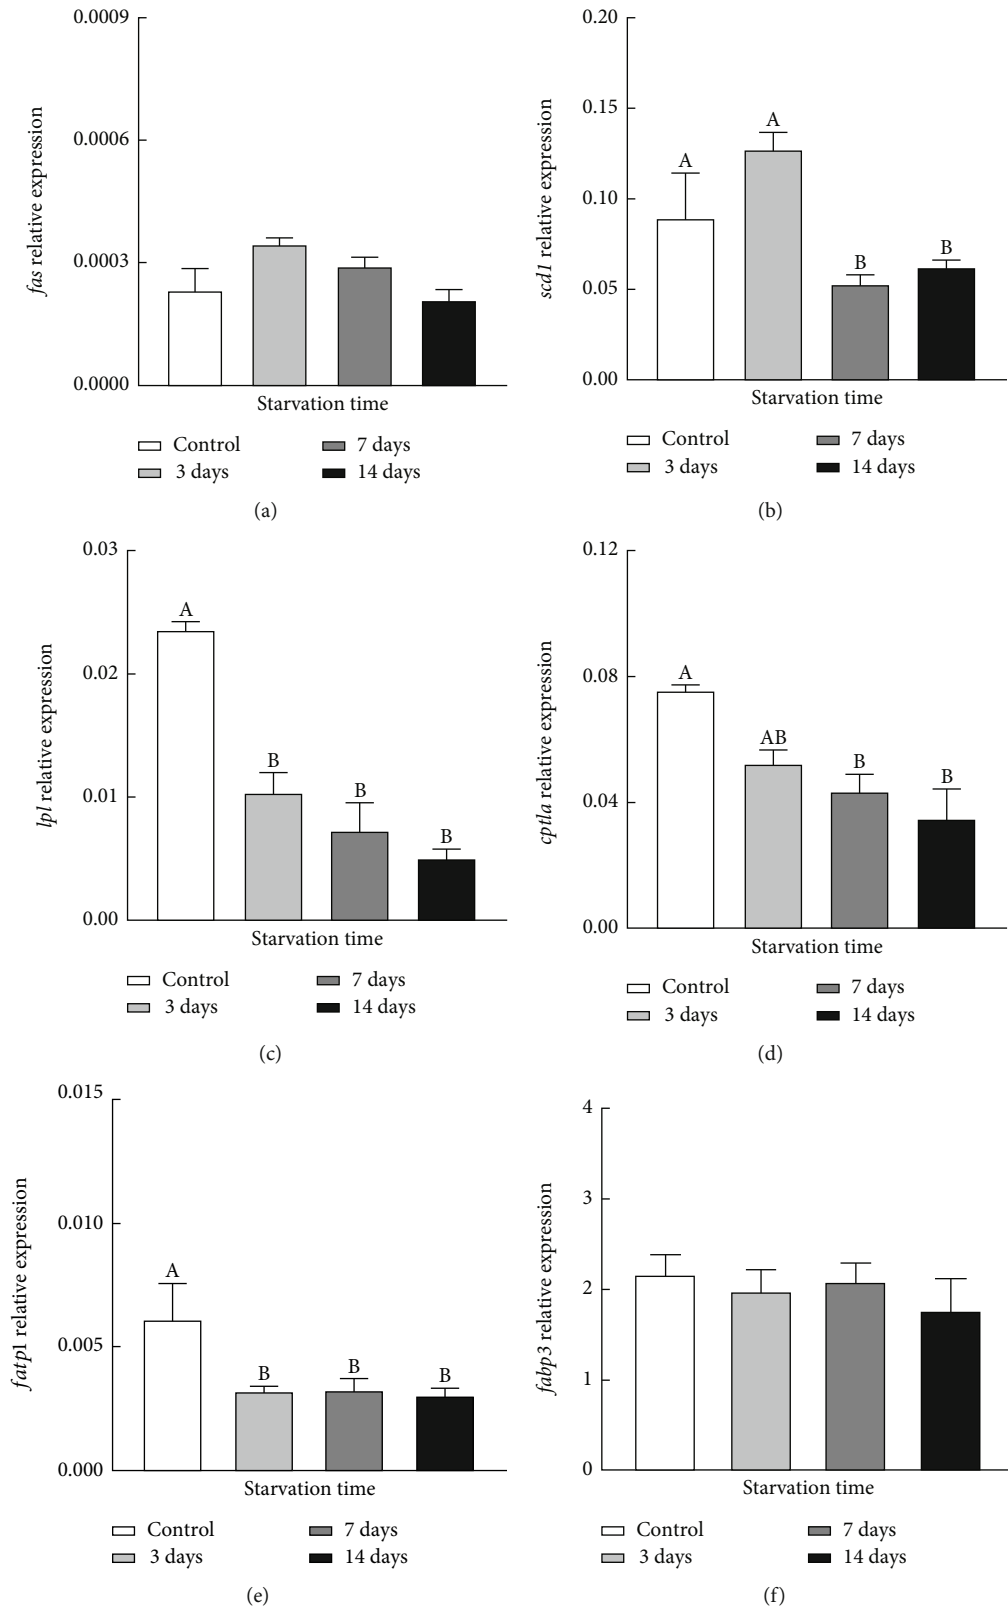 0.0009
0.0006
0.0003
0.0000
fas relative expression
Starvation time
Control
3 days
7 days
14 days
(a)
0.20
0.15
0.10
0.05
0.00
scd1 relative expression
A
A
B
B
Starvation time
Control
3 days
7 days
14 days
(b)
0.03
0.02
0.01
0.00
lpl relative expression
A
B
B
B
Starvation time
Control
3 days
7 days
14 days
(c)
0.12
0.08
0.04
0.00
cptla relative expression
A
AB
B
B
Starvation time
Control
3 days
7 days
14 days
(d)
0.015
0.010
0.005
0.000
fatp1 relative expression
A
B
B
B
Starvation time
Control
3 days
7 days
14 days
(e)
4
3
2
1
0
fabp3 relative expression
Starvation time
Control
3 days
7 days
14 days
(f)